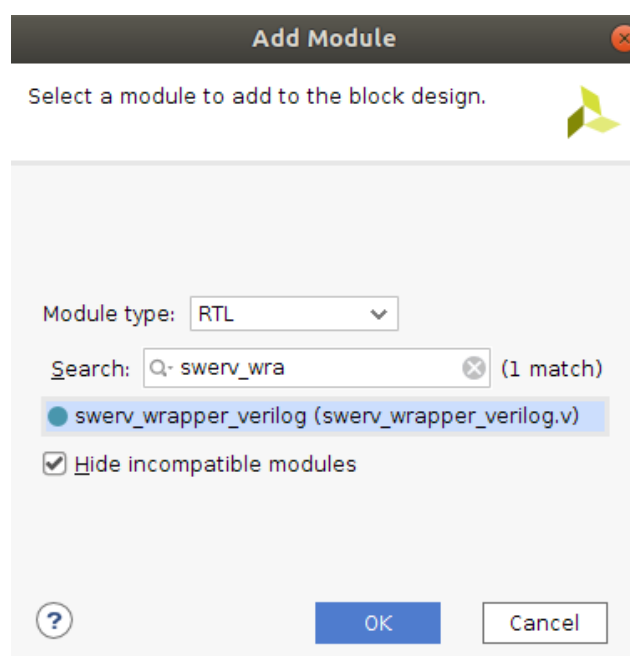 Add Module
Select a module to add to the block design.
Module type: RTL
Search: swerv_wra (1 match)
swerv_wrapper_verilog (swerv_wrapper_verilog.v)
Hide incompatible modules
? OK Cancel